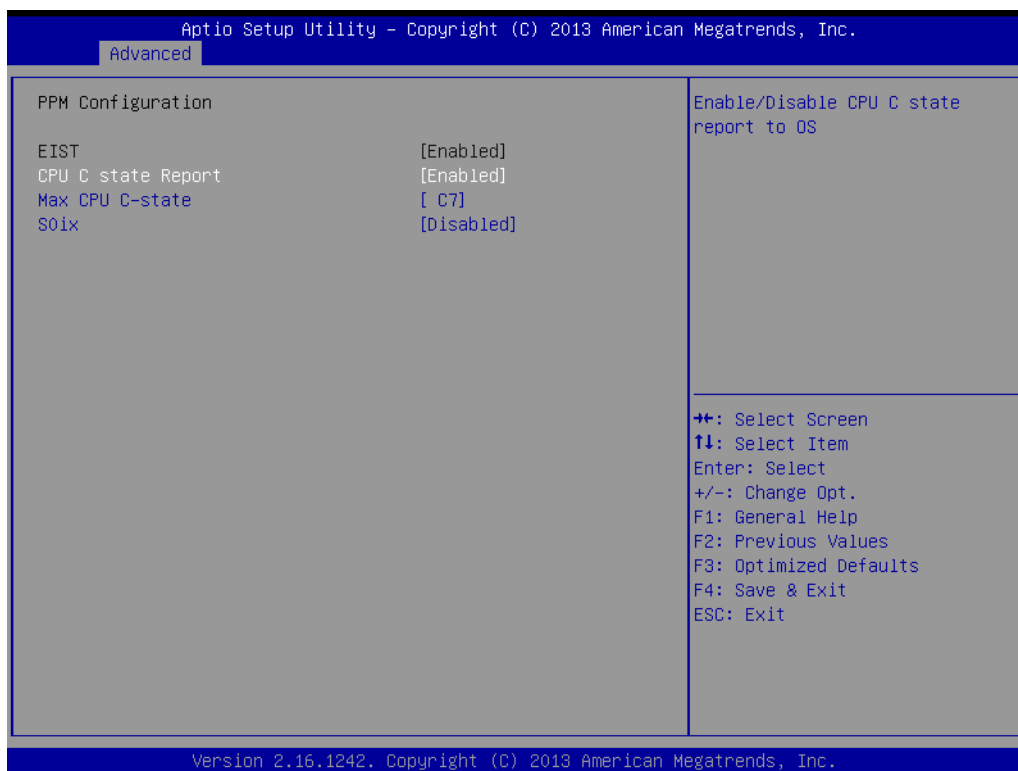 Aptio Setup Utility – Copyright (C) 2013 American Megatrends, Inc.
Advanced
PPM Configuration
EIST [Enabled]
CPU C state Report [Enabled]
Max CPU C-state [ C7]
S0ix [Disabled]
Enable/Disable CPU C state
report to OS
→←: Select Screen
↑↓: Select Item
Enter: Select
+/-: Change Opt.
F1: General Help
F2: Previous Values
F3: Optimized Defaults
F4: Save & Exit
ESC: Exit
Version 2.16.1242. Copyright (C) 2013 American Megatrends, Inc.